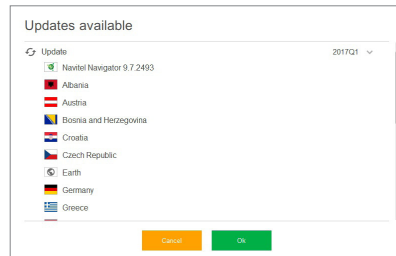 Updates available
Update 2017Q1
Navitel Navigator 9.7.2493
Albania
Austria
Bosnia and Herzegovina
Croatia
Czech Republic
Earth
Germany
Greece
Cancel Ok